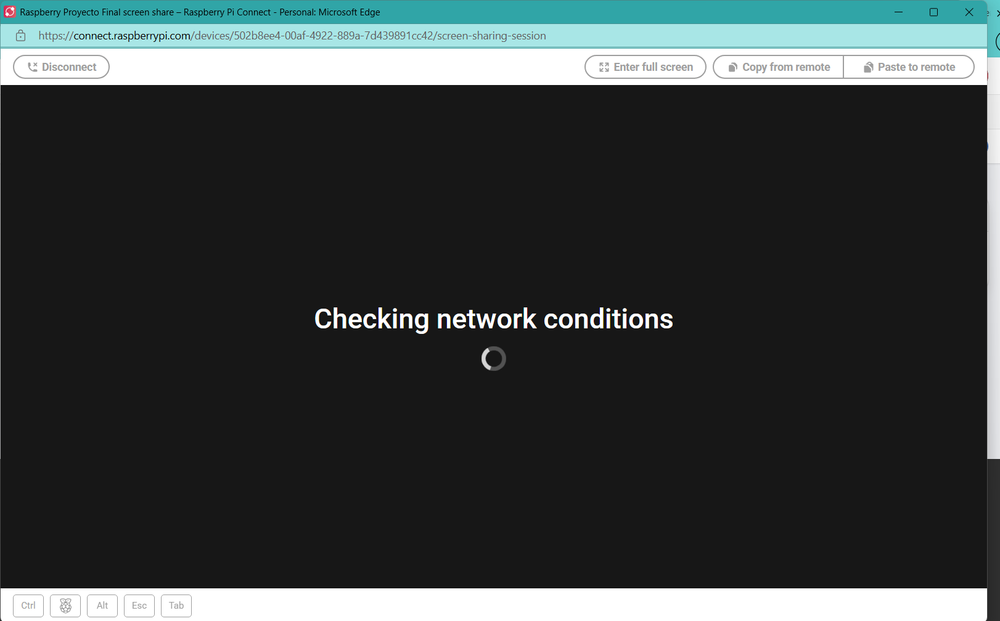 Raspberry Proyecto Final screen share – Raspberry Pi Connect - Personal: Microsoft Edge
https://connect.raspberrypi.com/devices/502b8ee4-00af-4922-889a-7d439891cc42/screen-sharing-session
Disconnect
Enter full screen
Copy from remote
Paste to remote
Checking network conditions
Ctrl
Alt
Esc
Tab